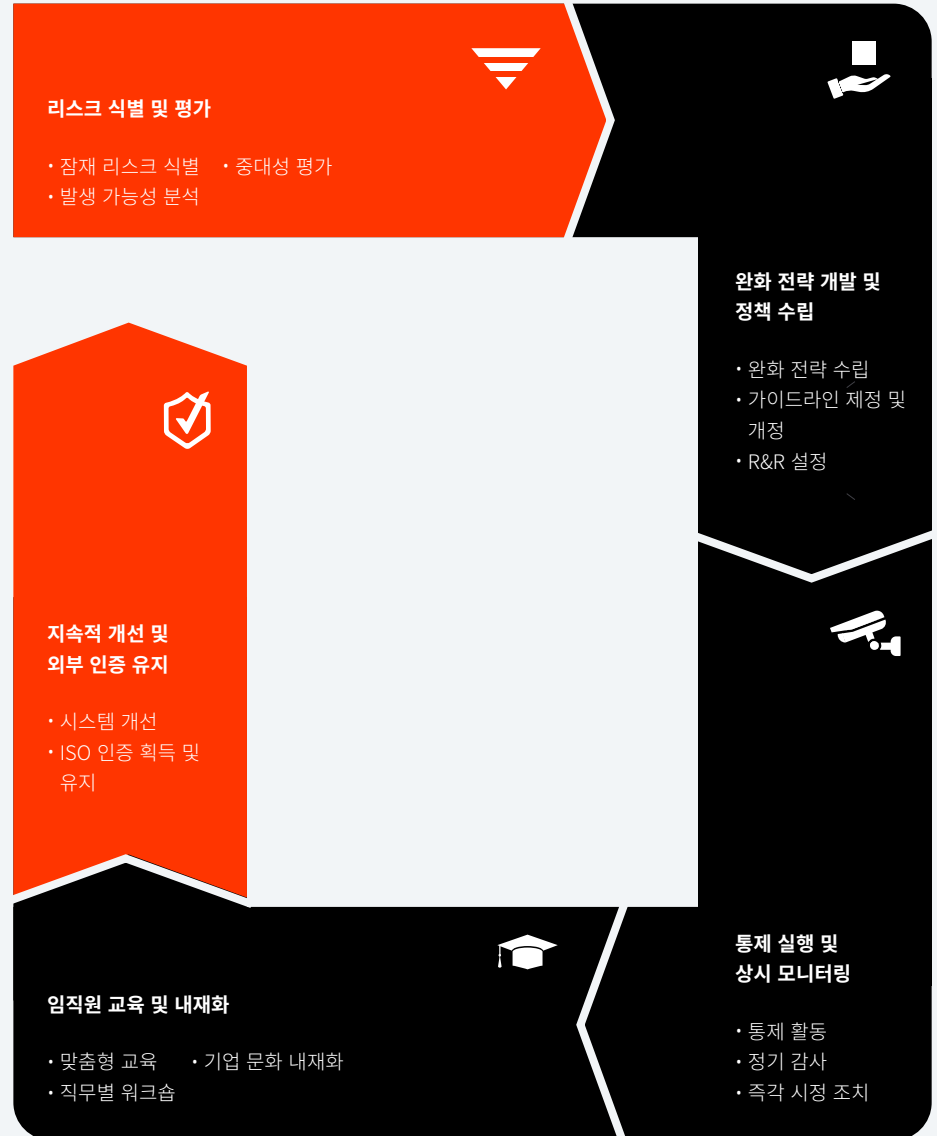 리스크 식별 및 평가
· 잠재 리스크 식별 · 중대성 평가
· 발생 가능성 분석
완화 전략 개발 및
정책 수립
· 완화 전략 수립
· 가이드라인 제정 및
개정
· R&R 설정
통제 실행 및
상시 모니터링
· 통제 활동
· 정기 감사
· 즉각 시정 조치
임직원 교육 및 내재화
· 맞춤형 교육 · 기업 문화 내재화
· 직무별 워크숍
지속적 개선 및
외부 인증 유지
· 시스템 개선
· ISO 인증 획득 및
유지